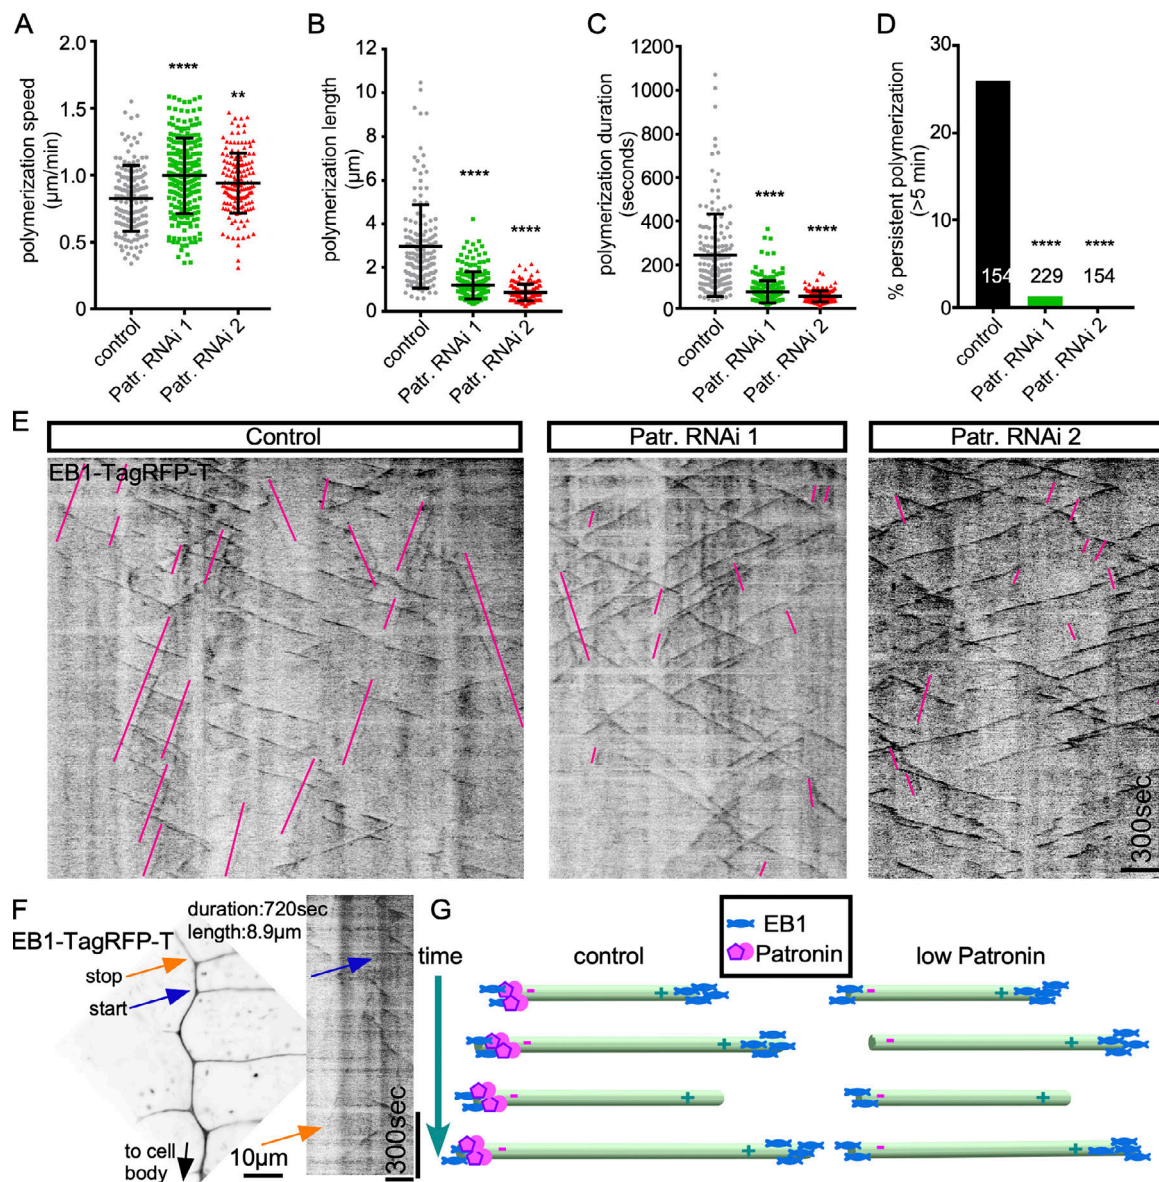 A
polymerization speed
(µm/min)
2.0
1.5
1.0
0.5
0.0
****
**
control
Patr. RNAi 1
Patr. RNAi 2
B
polymerization length
(µm)
12
10
8
6
4
2
0
****
****
control
Patr. RNAi 1
Patr. RNAi 2
C
polymerization duration
(seconds)
1200
1000
800
600
400
200
0
****
****
control
Patr. RNAi 1
Patr. RNAi 2
D
% persistent polymerization
(>5 min)
30
20
10
0
****
****
154
229
154
control
Patr. RNAi 1
Patr. RNAi 2
E
Control
Patr. RNAi 1
Patr. RNAi 2
EB1-TagRFP-T
300sec
F
EB1-TagRFP-T
duration:720sec
length:8.9µm
stop
start
to cell
body
10µm
300sec
G
EB1
Patronin
time
control
low Patronin
- +
- +
- +
- +
- +
- +
- +
- +